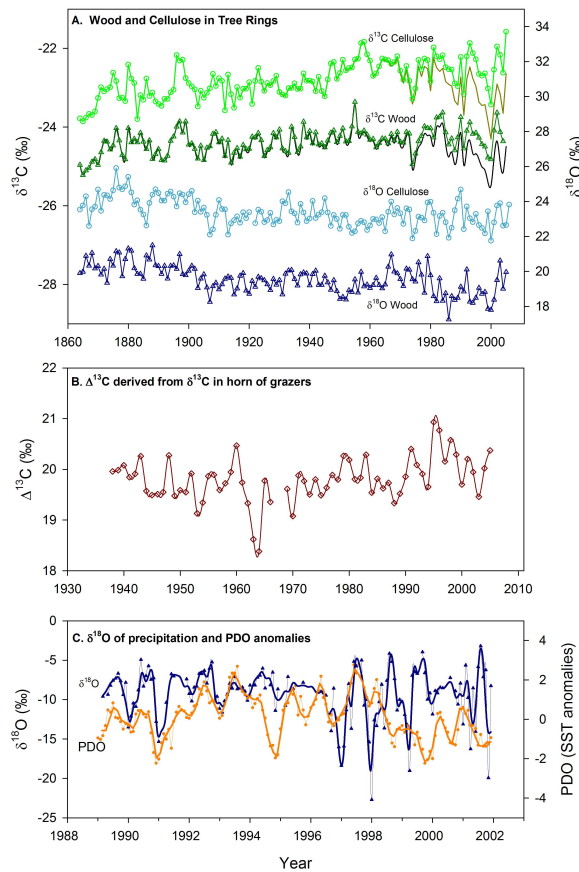 A. Wood and Cellulose in Tree Rings
δ¹³C Cellulose
δ¹³C Wood
δ¹⁸O Cellulose
δ¹⁸O Wood
δ¹³C (‰)
-22
-24
-26
-28
δ¹⁸O (‰)
34
32
30
28
26
24
22
20
18
1860 1880 1900 1920 1940 1960 1980 2000
B. Δ¹³C derived from δ¹³C in horn of grazers
Δ¹³C (‰)
22
21
20
19
18
1930 1940 1950 1960 1970 1980 1990 2000 2010
C. δ¹⁸O of precipitation and PDO anomalies
δ¹⁸O
PDO
δ¹⁸O (‰)
0
-5
-10
-15
-20
-25
PDO (SST anomalies)
4
2
0
-2
-4
1988 1990 1992 1994 1996 1998 2000 2002
Year